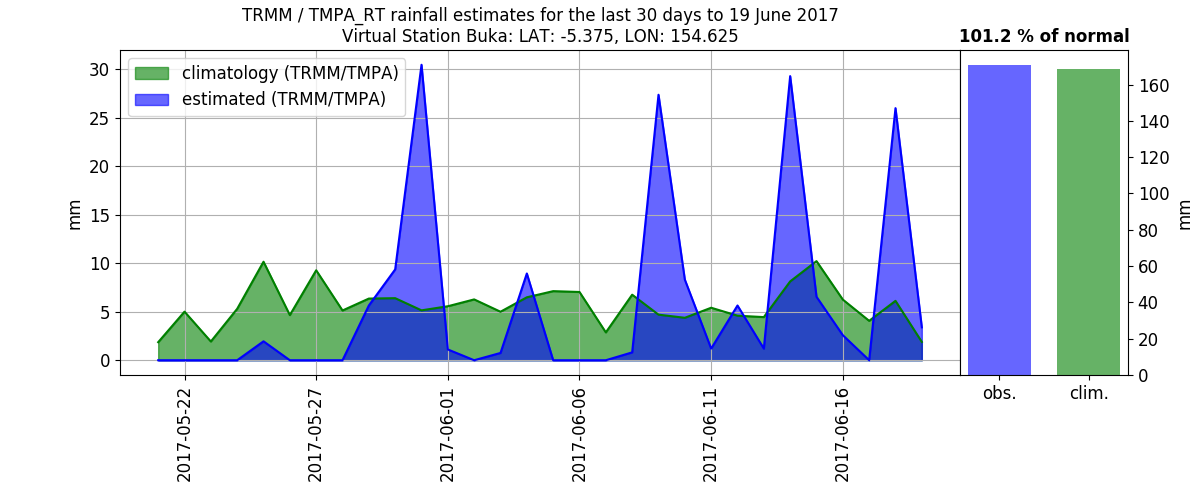 TRMM / TMPA_RT rainfall estimates for the last 30 days to 19 June 2017
Virtual Station Buka: LAT: -5.375, LON: 154.625
101.2 % of normal
climatology (TRMM/TMPA)
estimated (TRMM/TMPA)
30
25
20
15
10
5
0
mm
2017-05-22
2017-05-27
2017-06-01
2017-06-06
2017-06-11
2017-06-16
160
140
120
100
80
60
40
20
0
mm
obs.
clim.